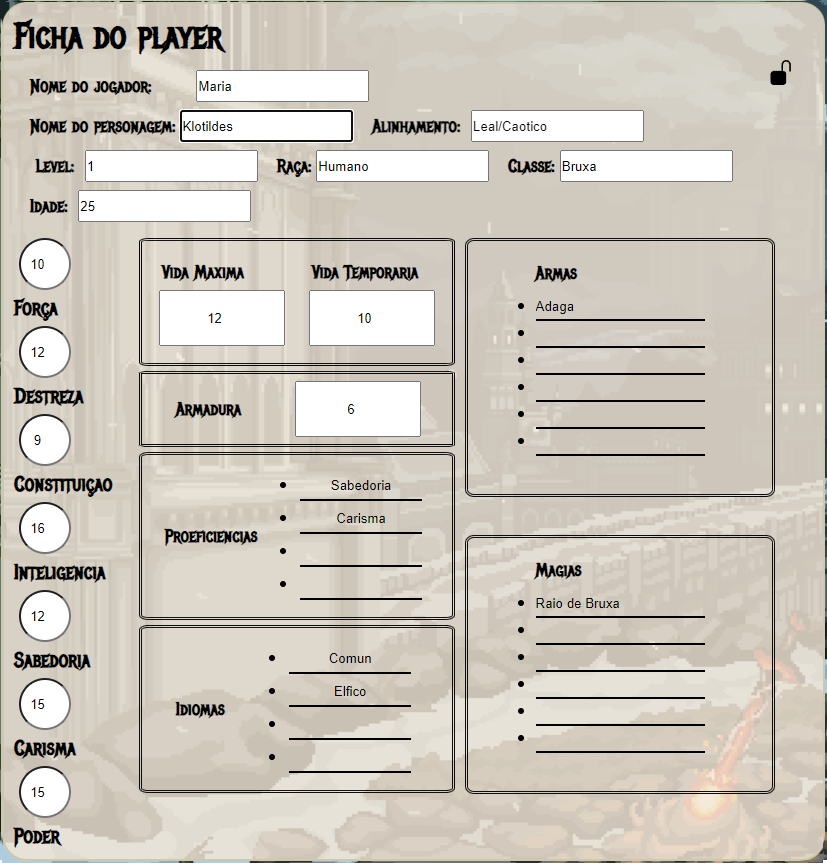 Ficha do player
Nome do jogador: Maria
Nome do personagem: Klotildes Alinhamento: Leal/Caotico
Level: 1 Raça: Humano Classe: Bruxa
Idade: 25
10
Força
12
Destreza
9
Constituiçao
16
Inteligencia
12
Sabedoria
15
Carisma
15
Poder
Vida Maxima Vida Temporaria
12 10
Armadura 6
Proeficiencias
Sabedoria
Carisma
Idiomas
Comun
Elfico
Armas
Adaga
Magias
Raio de Bruxa